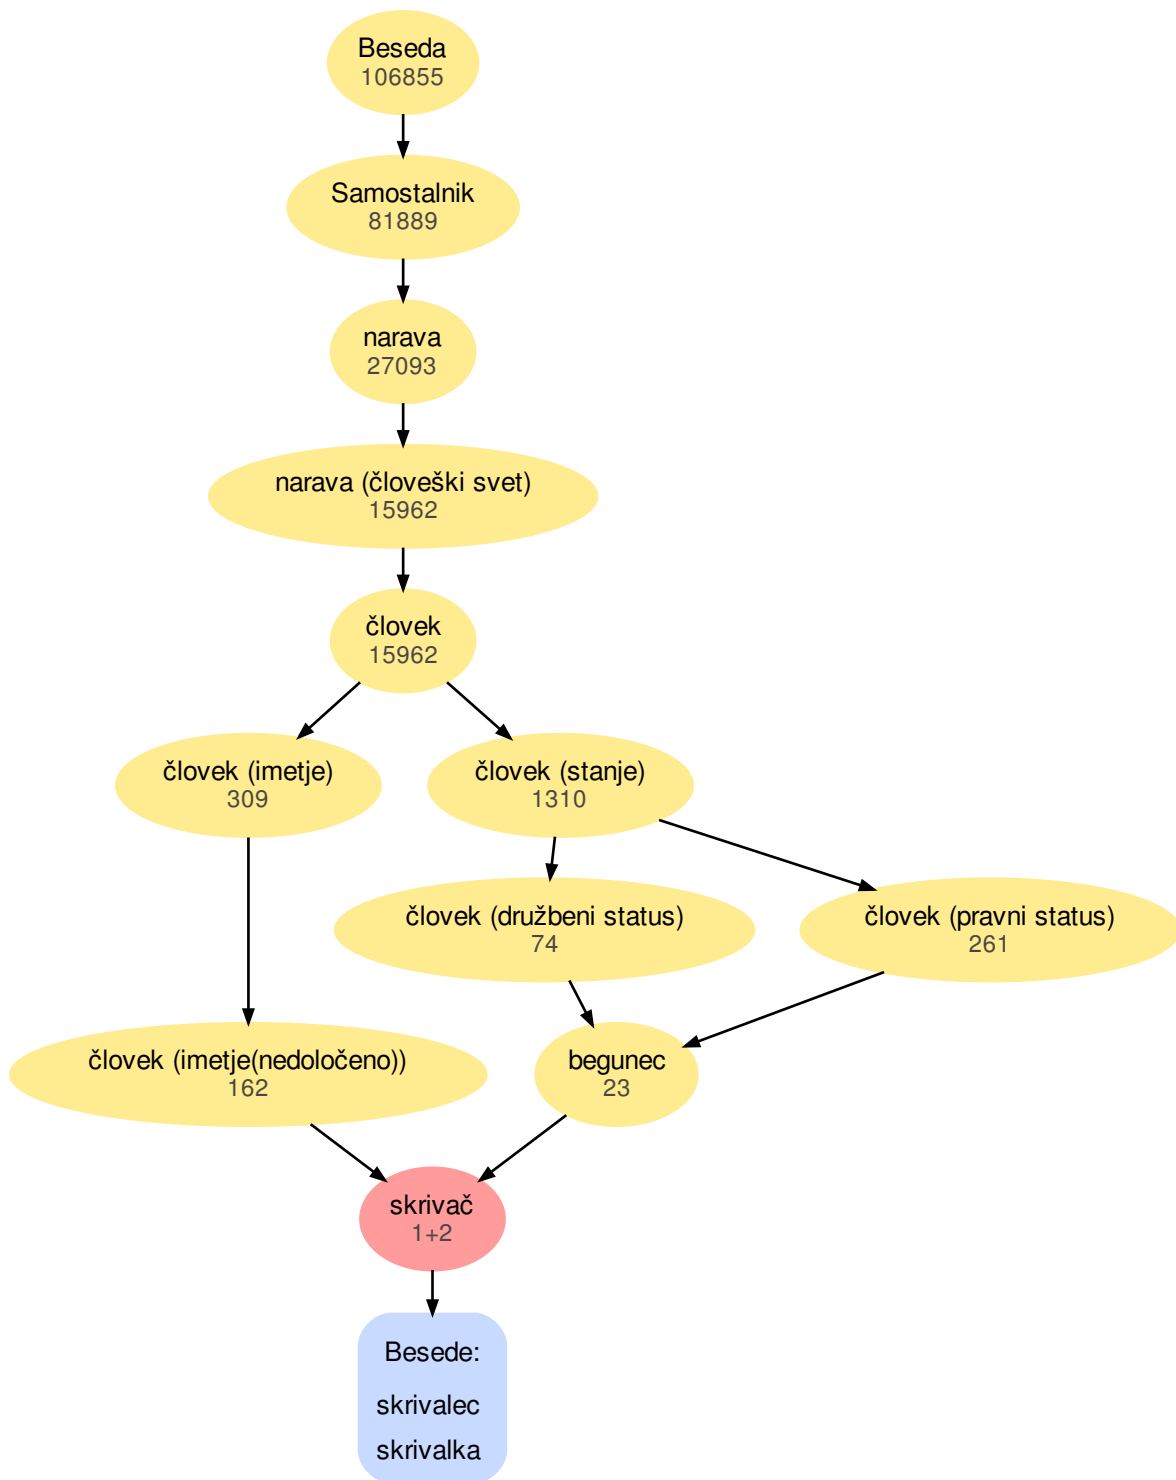 Beseda
106855
Samostalnik
81889
narava
27093
narava (človeški svet)
15962
človek
15962
človek (imetje)
309
človek (stanje)
1310
človek (družbeni status)
74
človek (pravni status)
261
človek (imetje(nedoločeno))
162
begunec
23
skrivač
1+2
Besede:
skrivalec
skrivalka